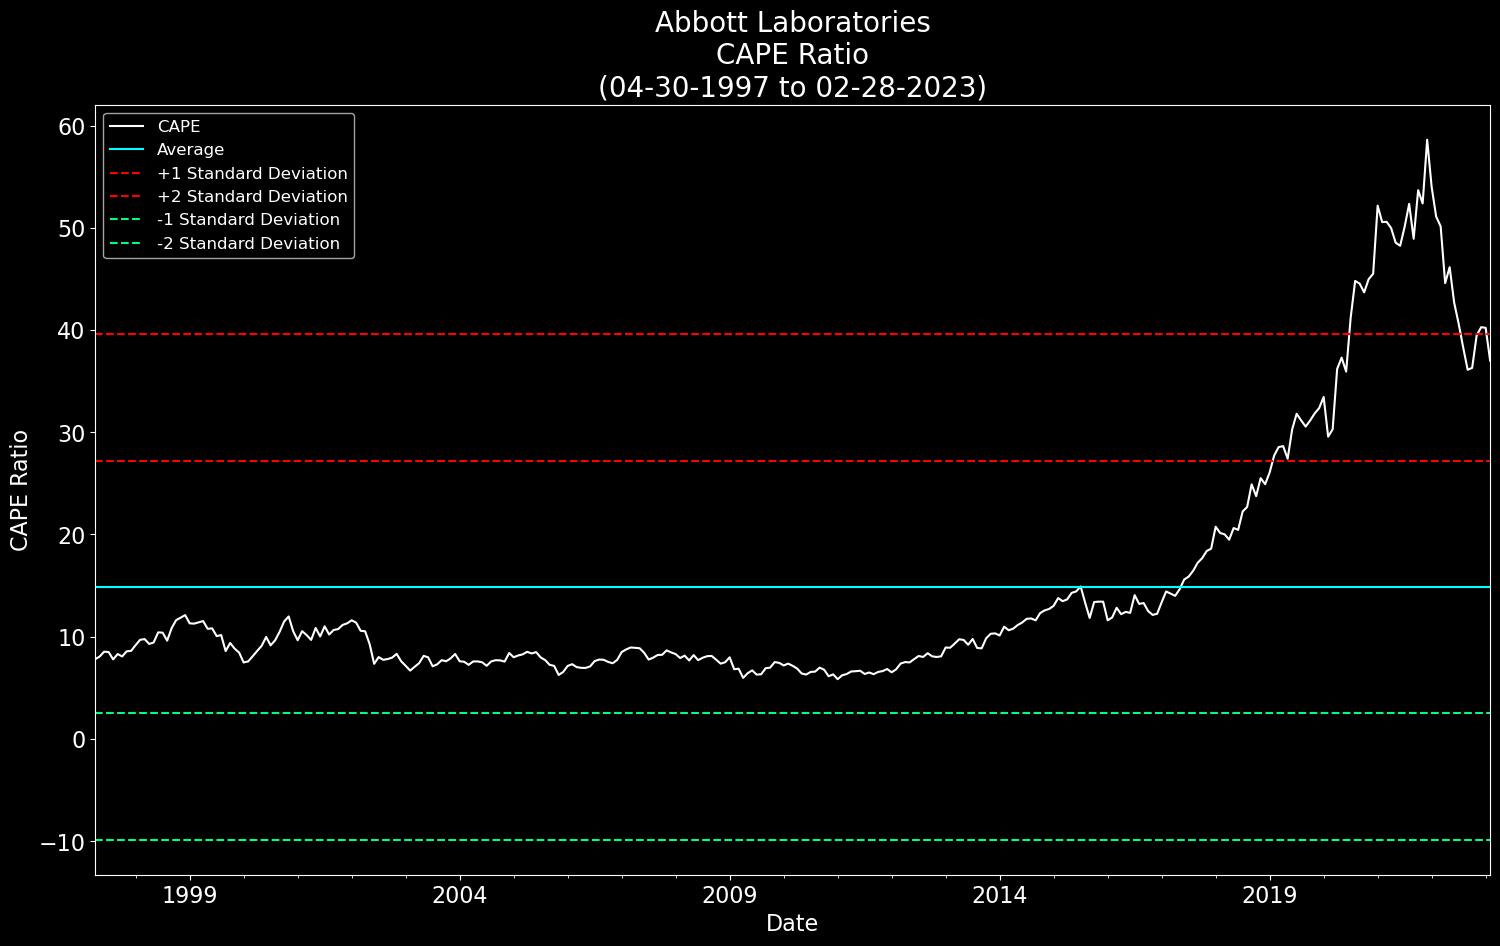 Abbott Laboratories
CAPE Ratio
(04-30-1997 to 02-28-2023)
CAPE
Average
+1 Standard Deviation
+2 Standard Deviation
-1 Standard Deviation
-2 Standard Deviation
60
50
40
30
20
10
0
−10
CAPE Ratio
1999 2004 2009 2014 2019
Date